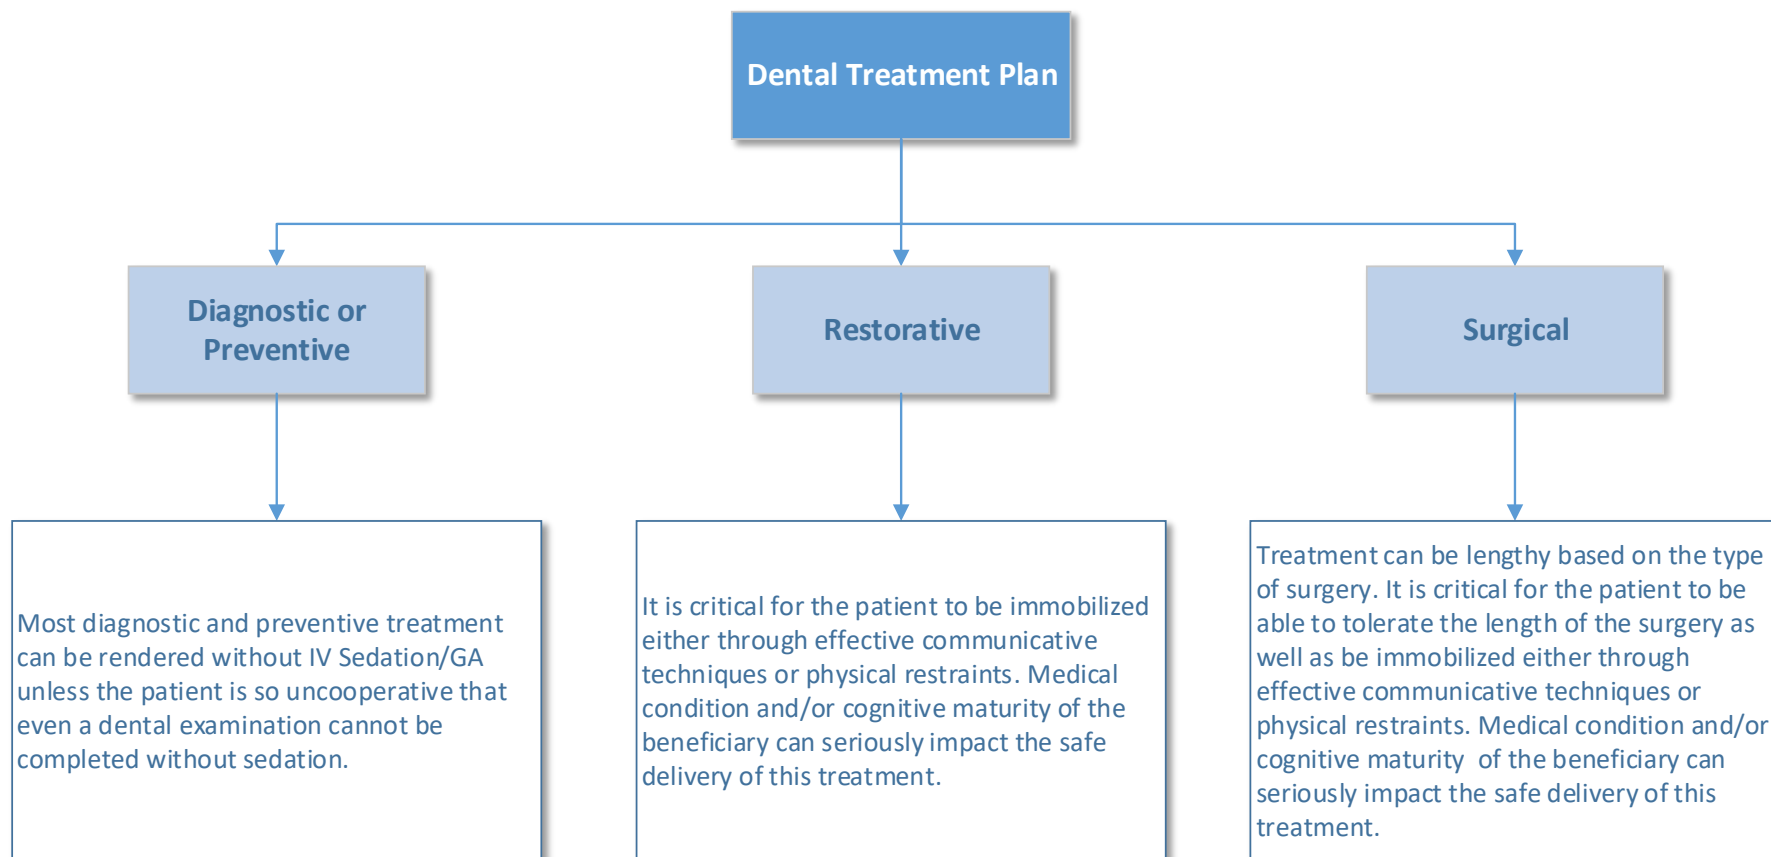 Dental Treatment Plan
Diagnostic or
Preventive
Restorative
Surgical
Most diagnostic and preventive treatment
can be rendered without IV Sedation/GA
unless the patient is so uncooperative that
even a dental examination cannot be
completed without sedation.
It is critical for the patient to be immobilized
either through effective communicative
techniques or physical restraints. Medical
condition and/or cognitive maturity of the
beneficiary can seriously impact the safe
delivery of this treatment.
Treatment can be lengthy based on the type
of surgery. It is critical for the patient to be
able to tolerate the length of the surgery as
well as be immobilized either through
effective communicative techniques or
physical restraints. Medical condition and/or
cognitive maturity  of the beneficiary can
seriously impact the safe delivery of this
treatment.